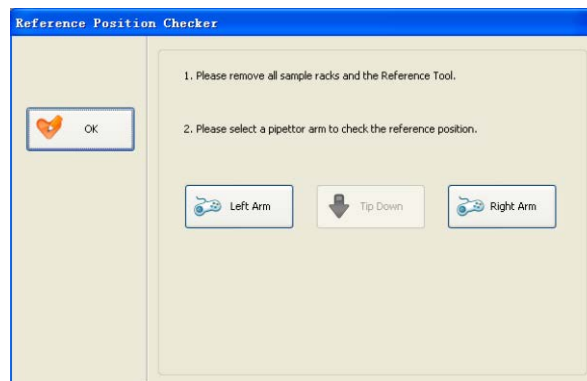 Reference Position Checker
1. Please remove all sample racks and the Reference Tool.
OK
2. Please select a pipettor arm to check the reference position.
Left Arm
Tip Down
Right Arm